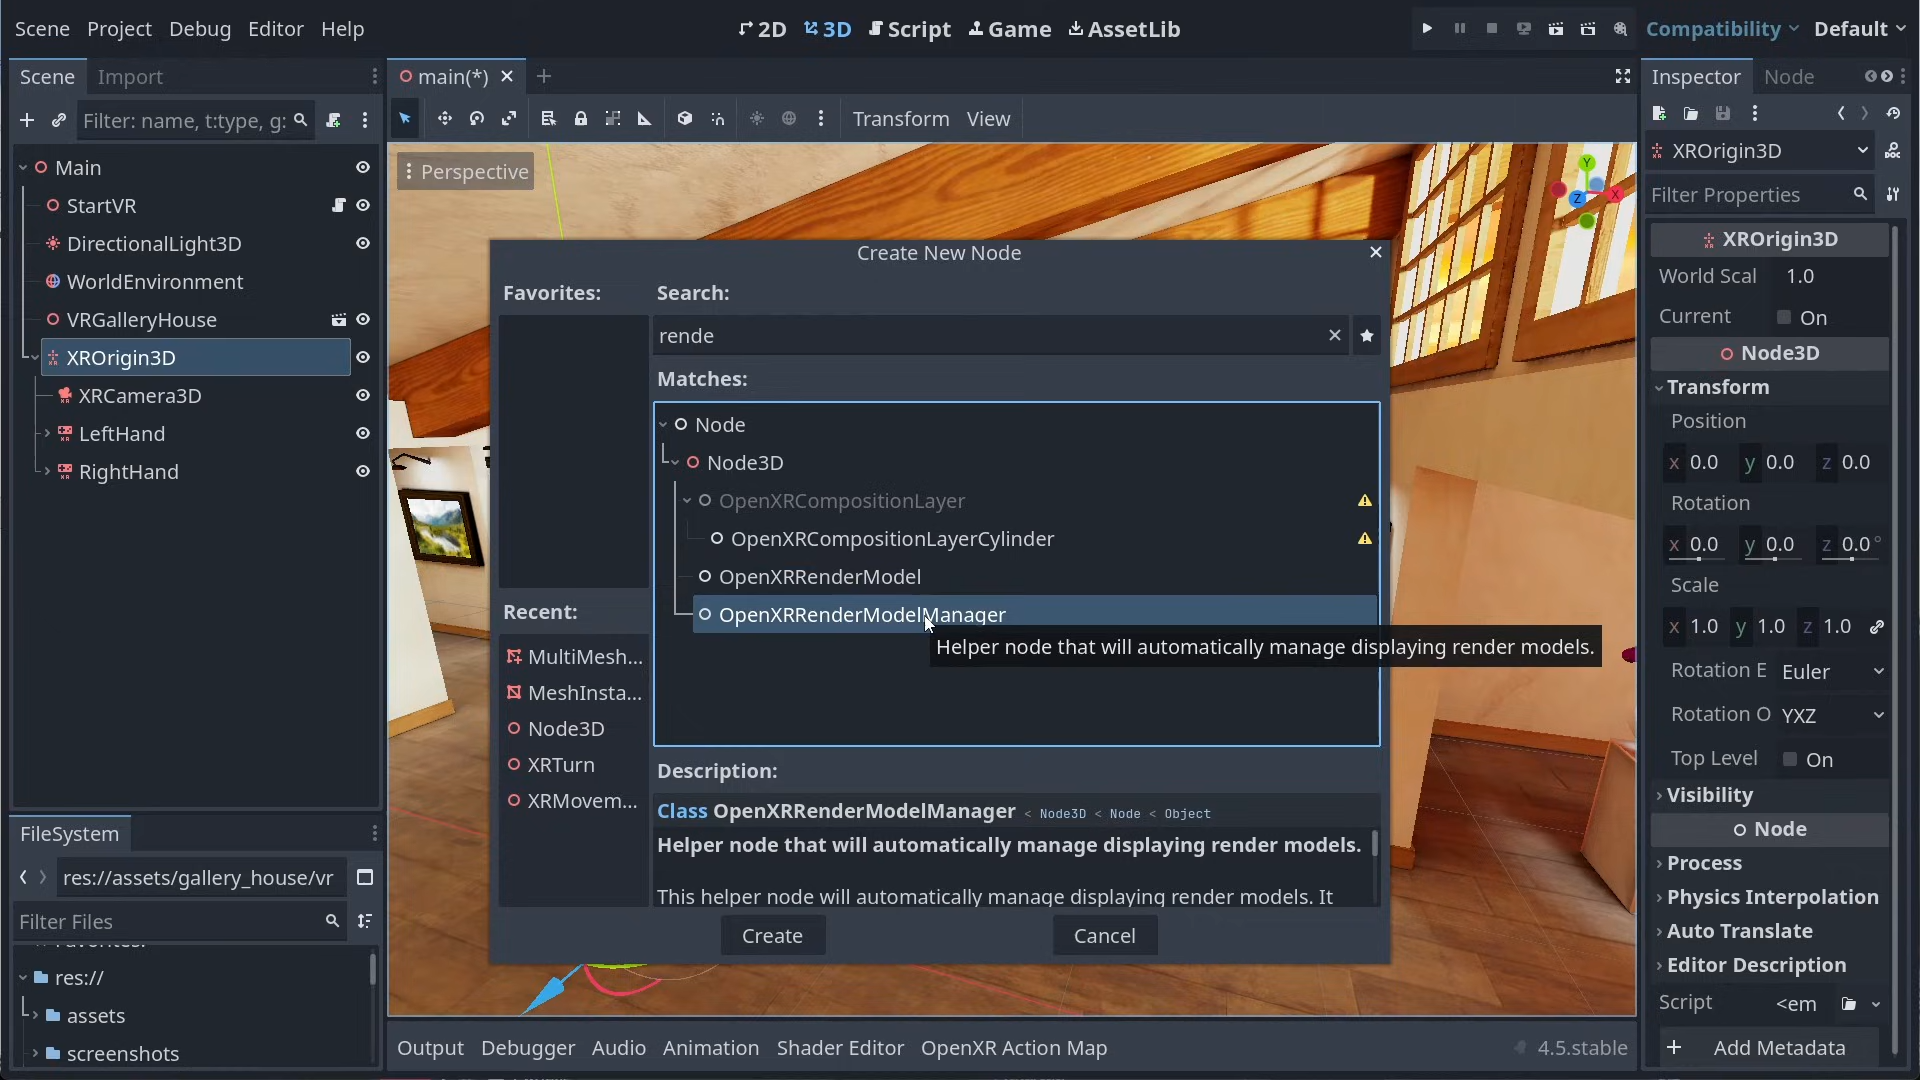 Scene Project Debug Editor Help
2D 3D Script Game AssetLib
Compatibility Default
Scene Import
Filter: name, t:type, g:
Main
StartVR
DirectionalLight3D
WorldEnvironment
VRGalleryHouse
XROrigin3D
XRCamera3D
LeftHand
RightHand
FileSystem
res://assets/gallery_house/vr
Filter Files
res://
assets
screenshots
main(*)
Transform View
Perspective
Y
X
Z
Create New Node
Favorites:
Recent:
MultiMesh...
MeshInsta...
Node3D
XRTurn
XRMovem...
Search:
rende
Matches:
Node
Node3D
OpenXRCompositionLayer
OpenXRCompositionLayerCylinder
OpenXRRenderModel
OpenXRRenderModelManager
Helper node that will automatically manage displaying render models.
Description:
Class OpenXRRenderModelManager < Node3D < Node < Object
Helper node that will automatically manage displaying render models.
This helper node will automatically manage displaying render models. It
Create Cancel
Output Debugger Audio Animation Shader Editor OpenXR Action Map
4.5.stable
Inspector Node
XROrigin3D
Filter Properties
XROrigin3D
World Scal 1.0
Current On
Node3D
Transform
Position
x 0.0 y 0.0 z 0.0
Rotation
x 0.0 y 0.0 z 0.0 °
Scale
x 1.0 y 1.0 z 1.0
Rotation E Euler
Rotation O YXZ
Top Level On
Visibility
Node
Process
Physics Interpolation
Auto Translate
Editor Description
Script <em
Add Metadata